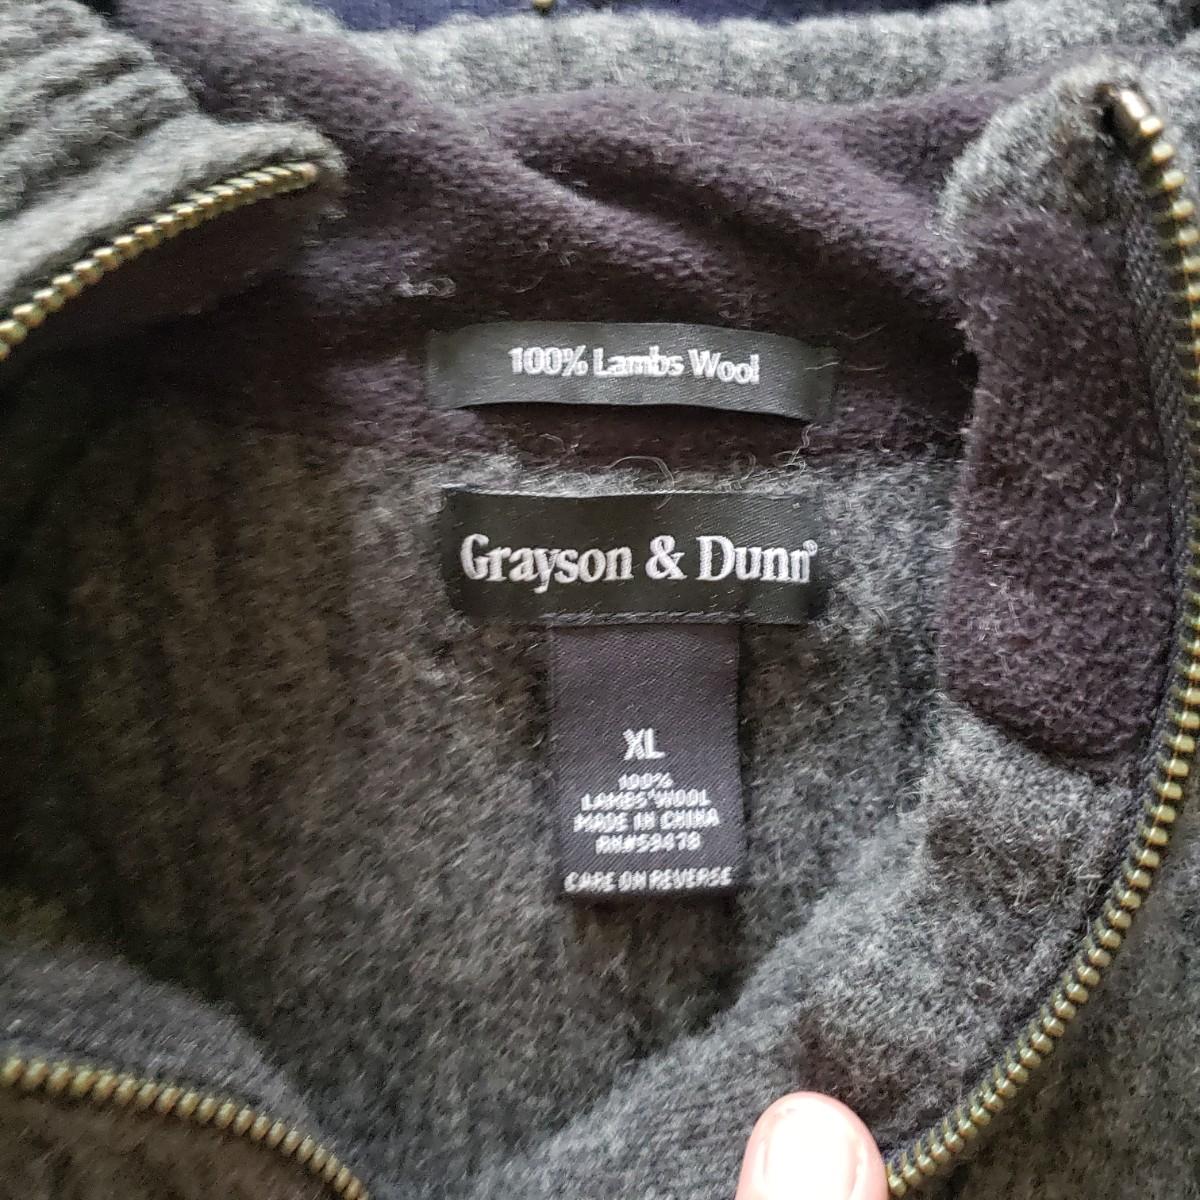 100% Lambs Wool
Grayson & Dunn®
XL
100%
LAMBS' WOOL
MADE IN CHINA
RN#59478
CARE ON REVERSE